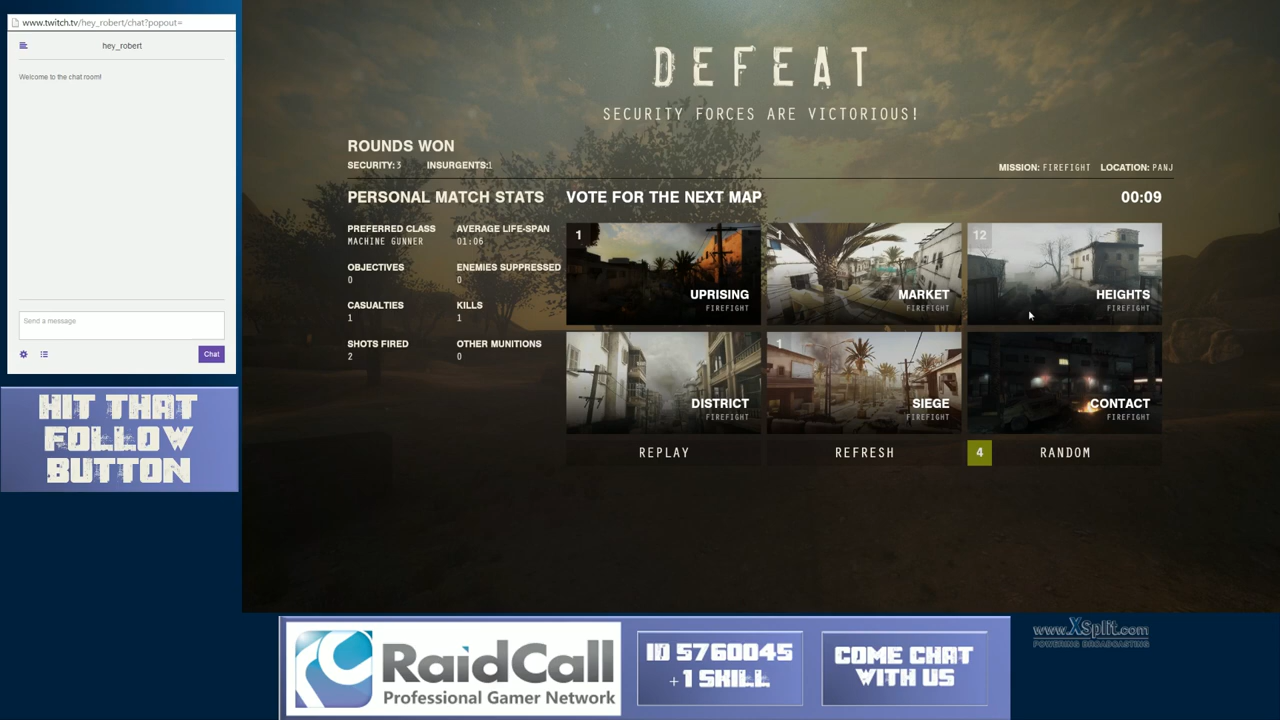 www.twitch.tv/hey_robert/chat?popout=
hey_robert
Welcome to the chat room!
Send a message
Chat
HIT THAT
FOLLOW
BUTTON
DEFEAT
SECURITY FORCES ARE VICTORIOUS!
ROUNDS WON
SECURITY: 3 INSURGENTS: 1
MISSION: FIREFIGHT LOCATION: PANJ
PERSONAL MATCH STATS
VOTE FOR THE NEXT MAP
00:09
PREFERRED CLASS
MACHINE GUNNER
AVERAGE LIFE-SPAN
01:06
OBJECTIVES
0
ENEMIES SUPPRESSED
0
CASUALTIES
1
KILLS
1
SHOTS FIRED
2
OTHER MUNITIONS
0
1
UPRISING
FIREFIGHT
1
MARKET
FIREFIGHT
12
HEIGHTS
FIREFIGHT
DISTRICT
FIREFIGHT
1
SIEGE
FIREFIGHT
CONTACT
FIREFIGHT
REPLAY
REFRESH
4 RANDOM
RaidCall
Professional Gamer Network
ID 5760045
+1 SKILL
COME CHAT
WITH US
www.XSplit.com
POWERING BROADCASTING